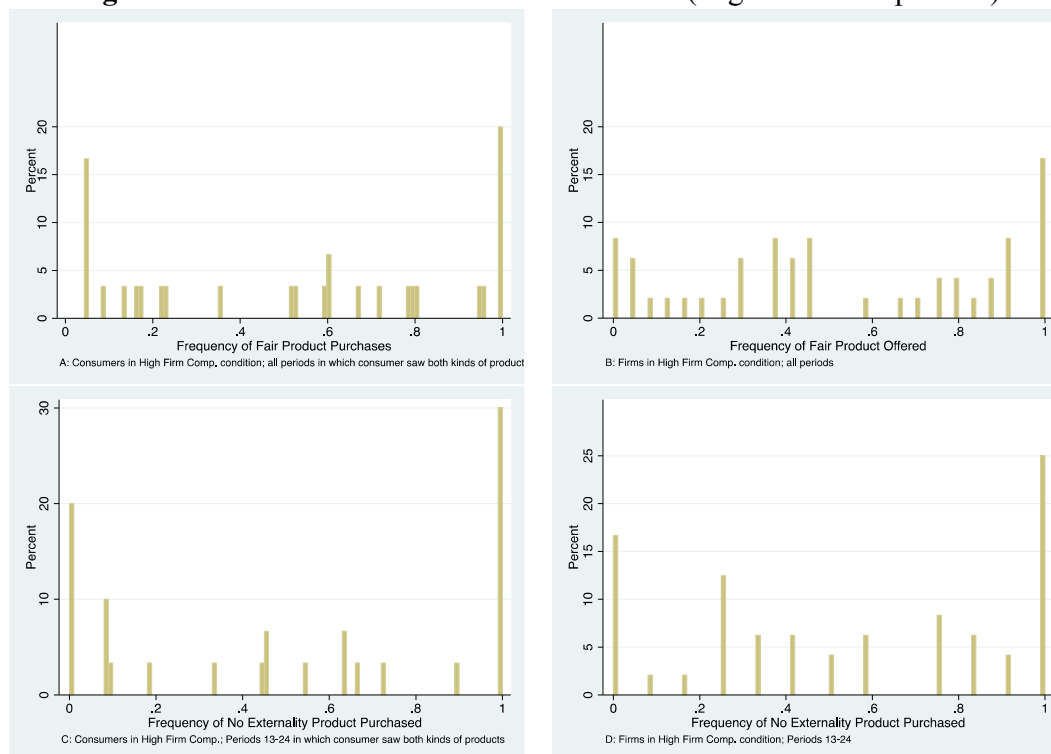 20
15
10
5
0
Percent
0 .2 .4 .6 .8 1
Frequency of Fair Product Purchases
A: Consumers in High Firm Comp. condition; all periods in which consumer saw both kinds of product
20
15
10
5
0
Percent
0 .2 .4 .6 .8 1
Frequency of Fair Product Offered
B: Firms in High Firm Comp. condition; all periods
30
20
10
0
Percent
0 .2 .4 .6 .8 1
Frequency of No Externality Product Purchased
C: Consumers in High Firm Comp.; Periods 13-24 in which consumer saw both kinds of products
25
20
15
10
5
0
Percent
0 .2 .4 .6 .8 1
Frequency of No Externality Product Purchased
D: Firms in High Firm Comp. condition; Periods 13-24